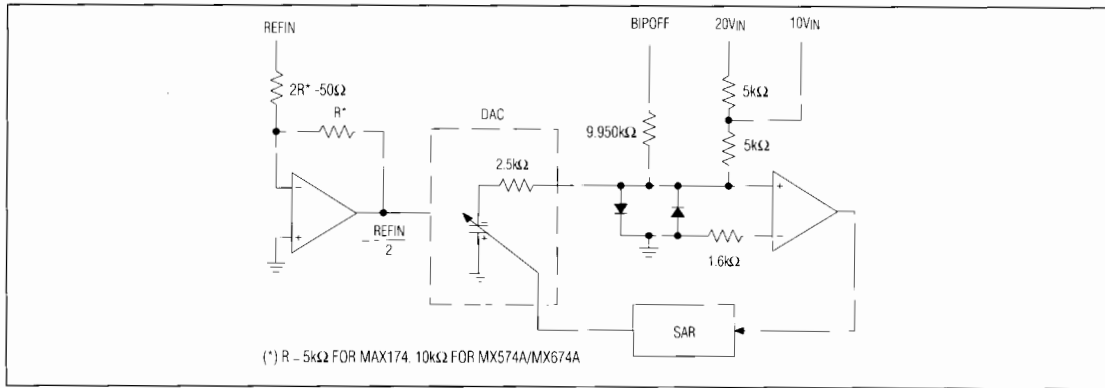 REFIN
BIPOFF
20VIN
10VIN
2R* -50Ω
R*
DAC
5kΩ
9.950kΩ
5kΩ
2.5kΩ
−
+
−
+
+
−
REFIN
2
1.6kΩ
SAR
(*) R – 5kΩ FOR MAX174. 10kΩ FOR MX574A/MX674A